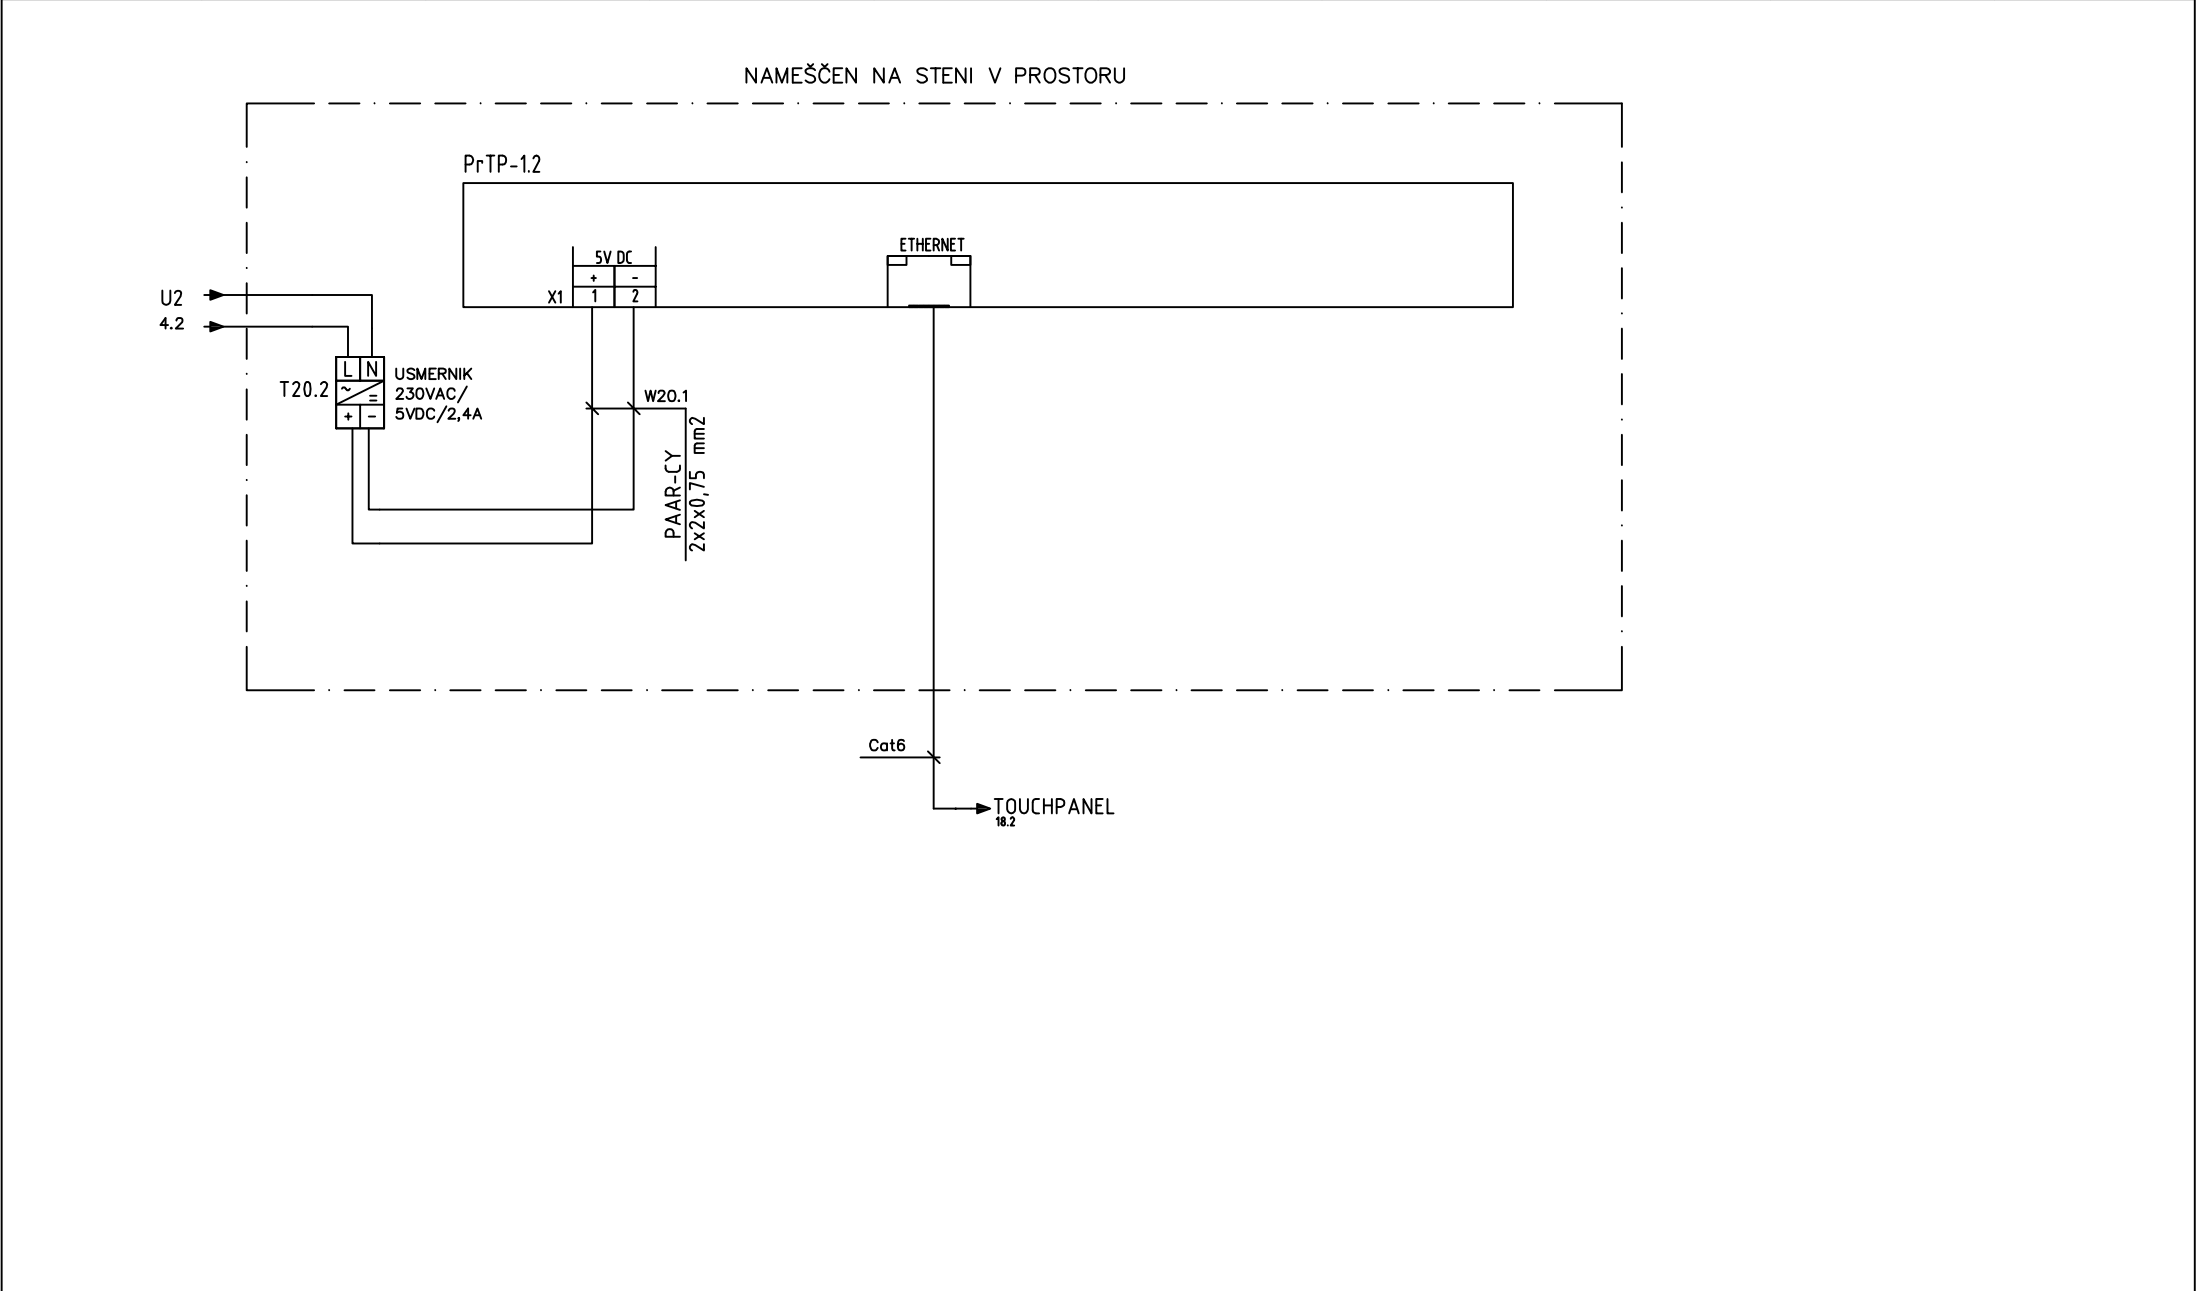 NAMEŠČEN NA STENI V PROSTORU
PrTP-1.2
5V DC
ETHERNET
+ -
X1 1 2
U2
4.2
L N
T20.2
~ =
+ -
USMERNIK
230VAC/
5VDC/2,4A
W20.1
PAAR-CY
2x2x0,75 mm2
Cat6
TOUCHPANEL
18.2